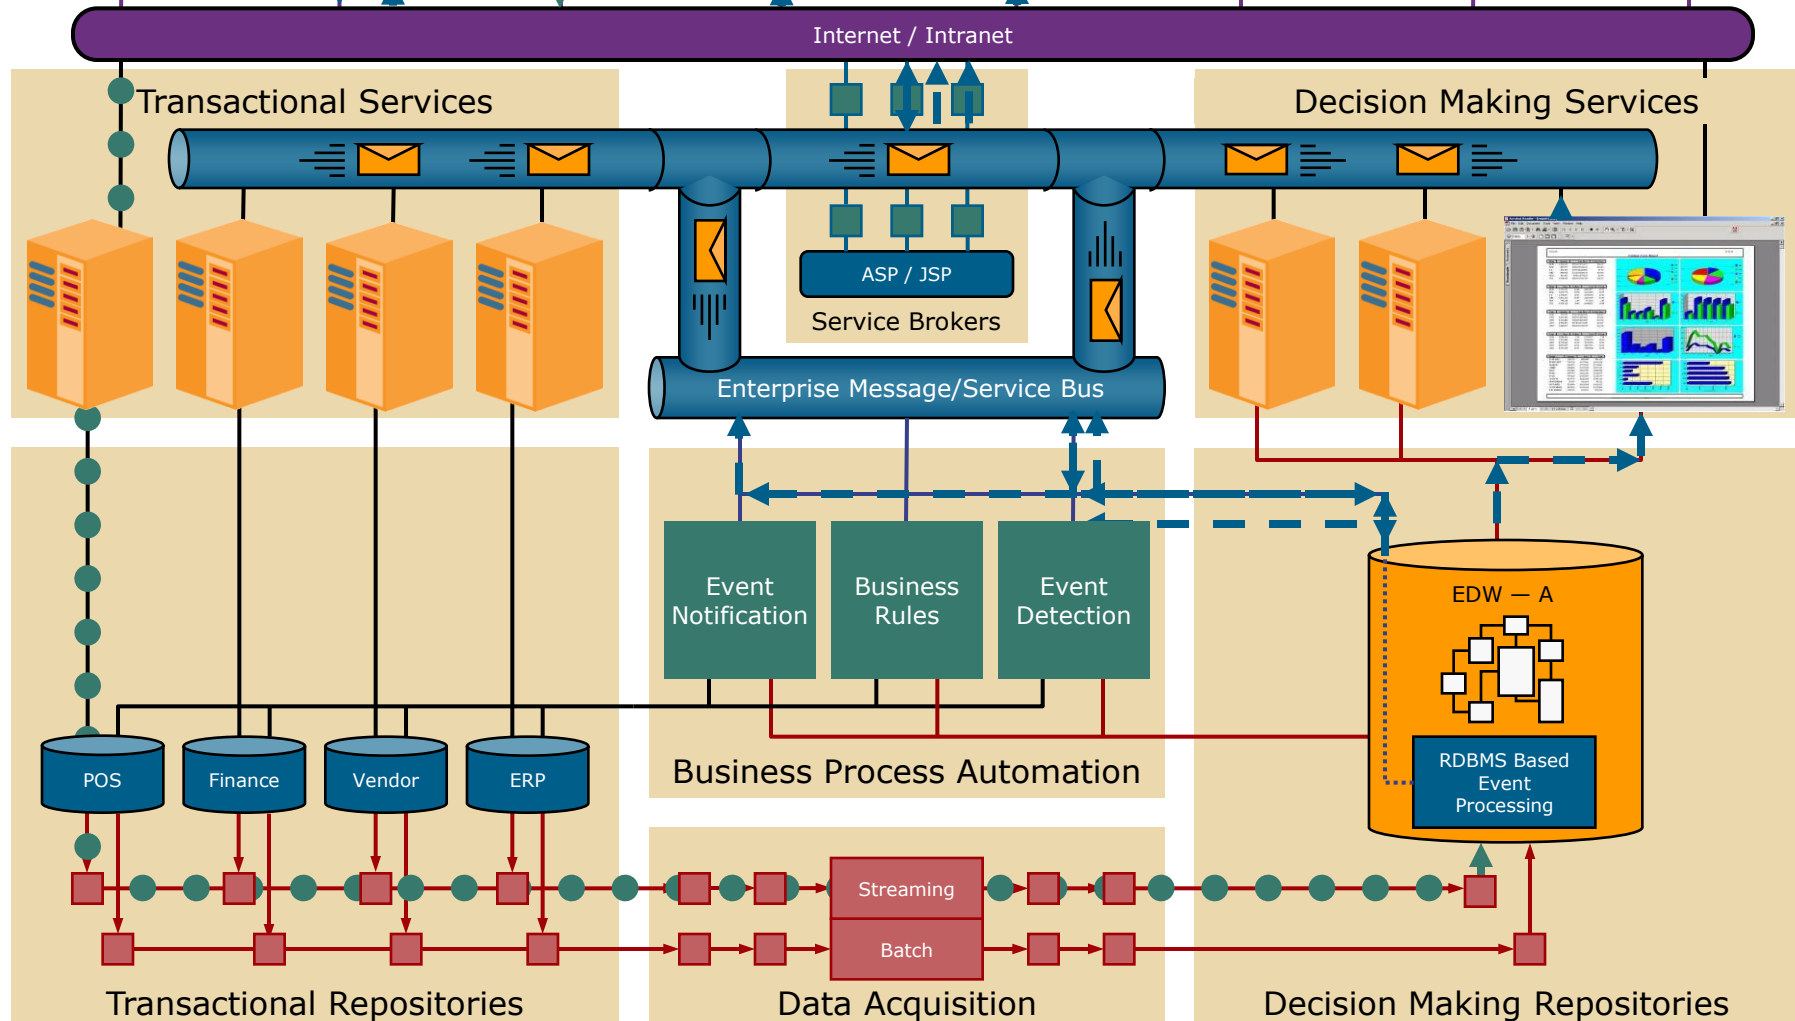 Internet / Intranet
Transactional Services
Decision Making Services
ASP / JSP
Service Brokers
Enterprise Message/Service Bus
Event
Notification
Business
Rules
Event
Detection
EDW — A
RDBMS Based
Event
Processing
POS
Finance
Vendor
ERP
Business Process Automation
Streaming
Batch
Transactional Repositories
Data Acquisition
Decision Making Repositories